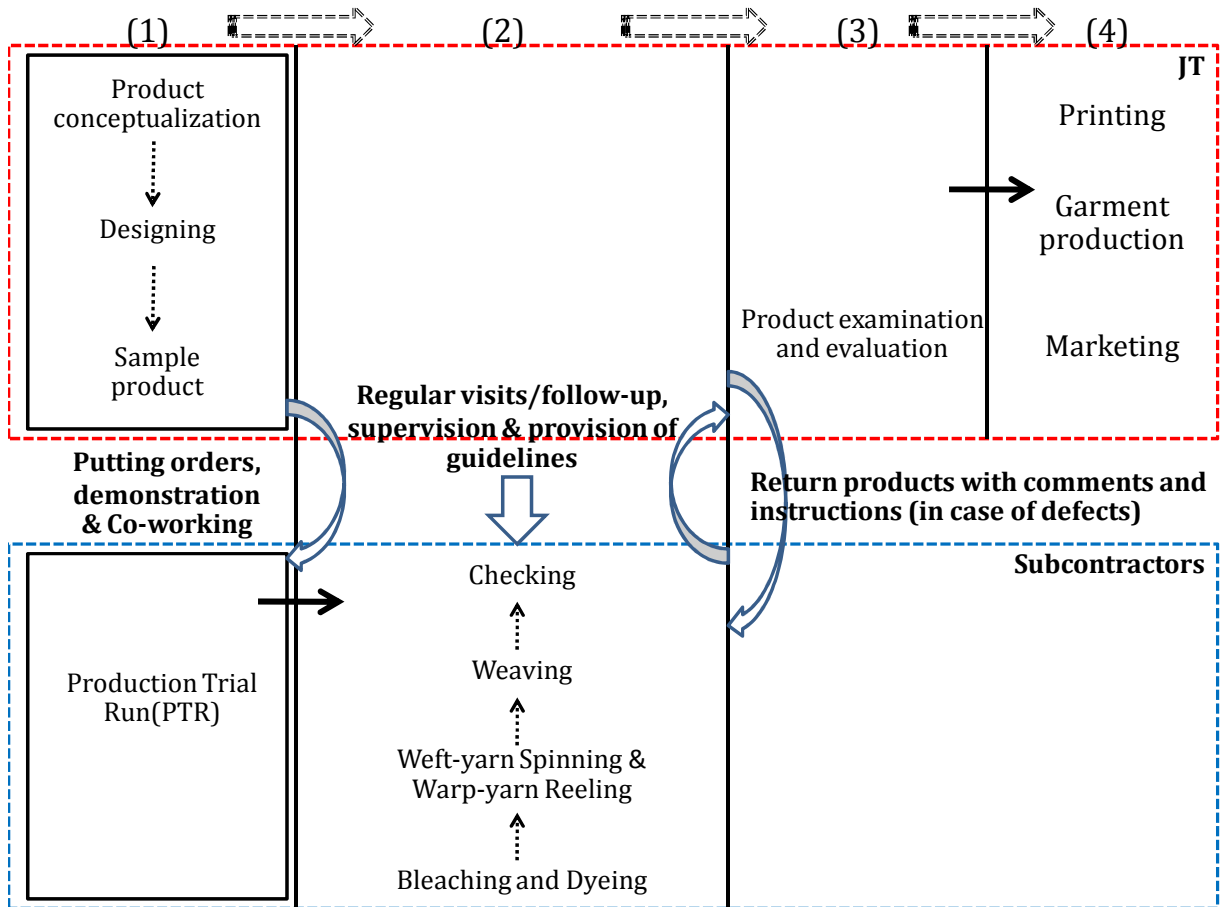 (1)
(2)
(3)
(4)
JT
Product
conceptualization
Designing
Sample
product
Product examination
and evaluation
Printing
Garment
production
Marketing
Regular visits/follow-up,
supervision & provision of
guidelines
Putting orders,
demonstration
& Co-working
Return products with comments and
instructions (in case of defects)
Subcontractors
Production Trial
Run(PTR)
Checking
Weaving
Weft-yarn Spinning &
Warp-yarn Reeling
Bleaching and Dyeing